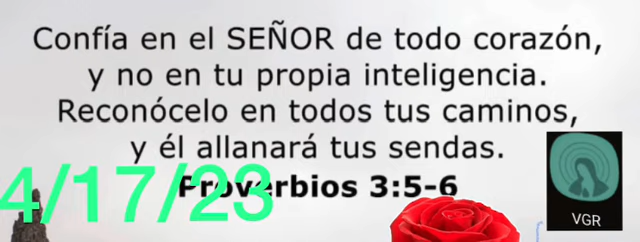 Confía en el SEÑOR de todo corazón,
y no en tu propia inteligencia.
Reconócelo en todos tus caminos,
y él allanará tus sendas.
Proverbios 3:5-6
4/17/23
VGR